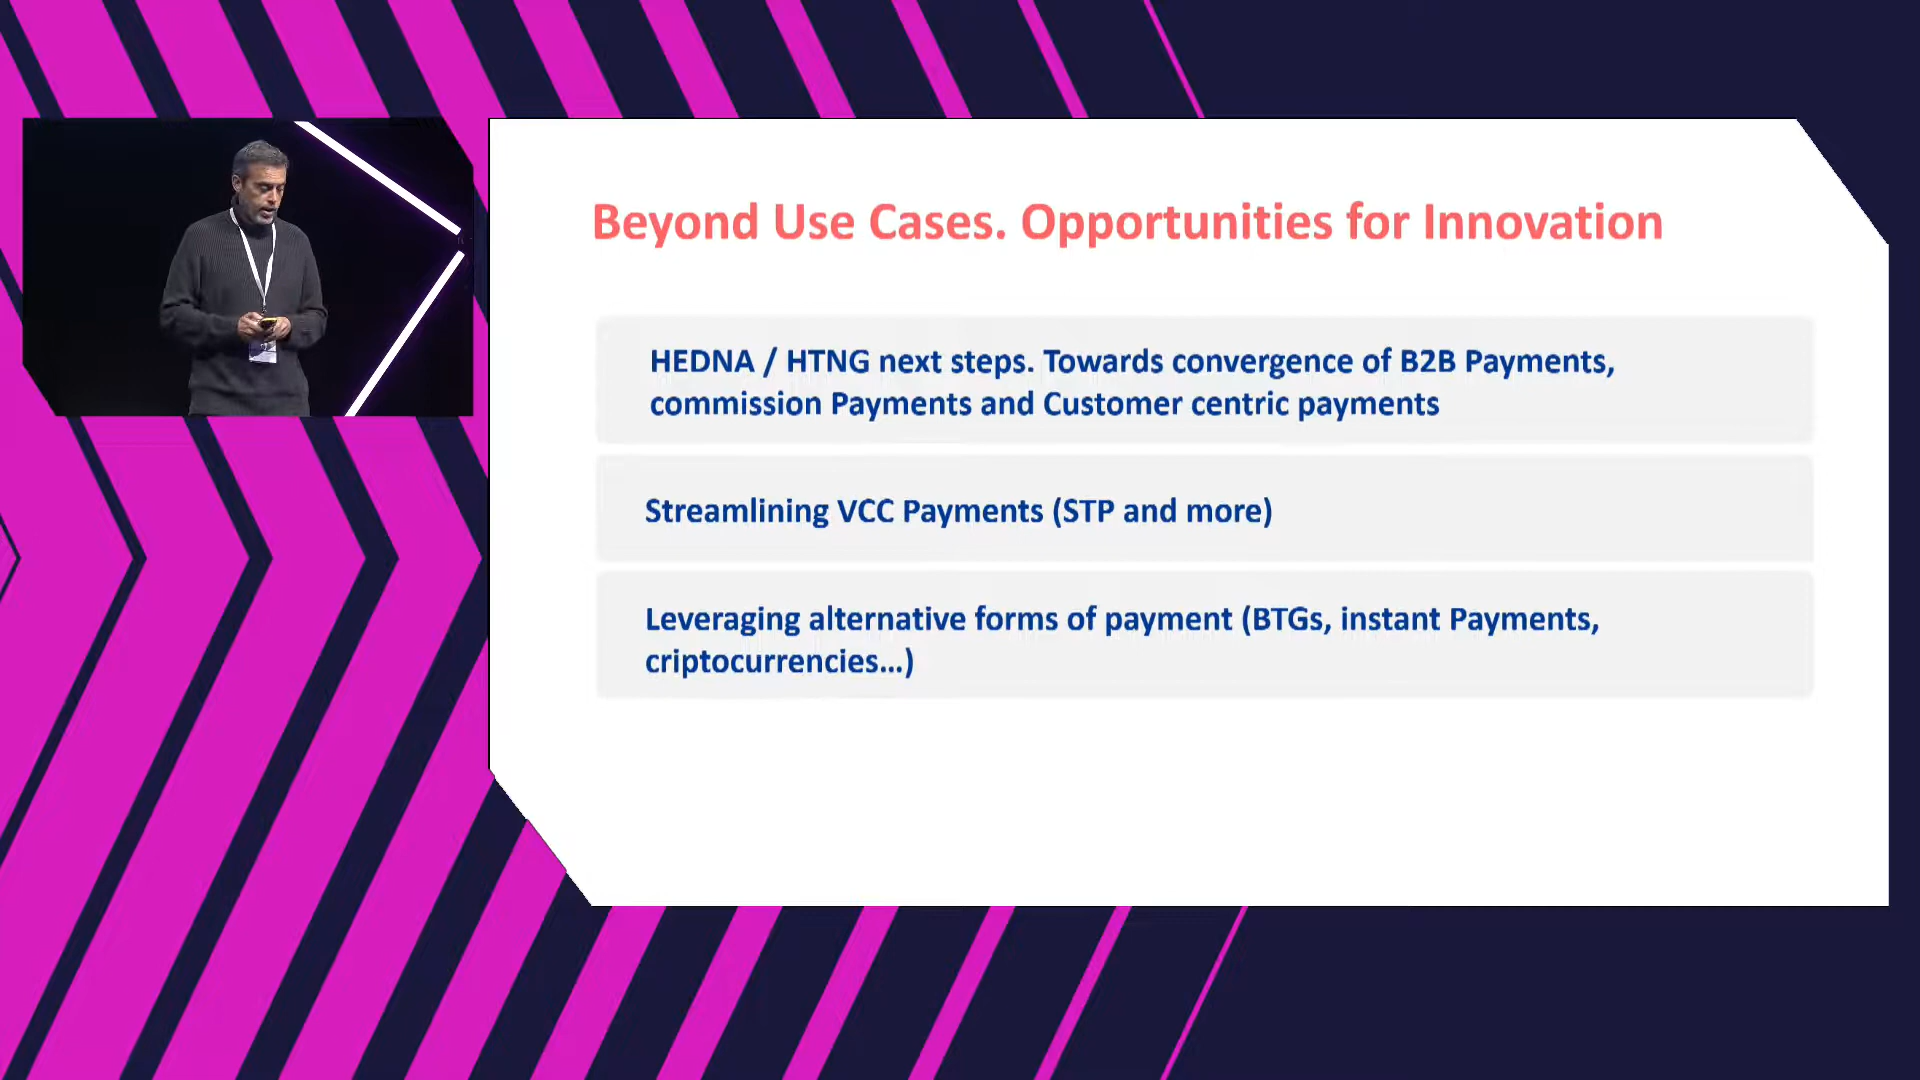 Beyond Use Cases. Opportunities for Innovation
HEDNA / HTNG next steps. Towards convergence of B2B Payments,
commission Payments and Customer centric payments
Streamlining VCC Payments (STP and more)
Leveraging alternative forms of payment (BTGs, instant Payments,
criptocurrencies...)